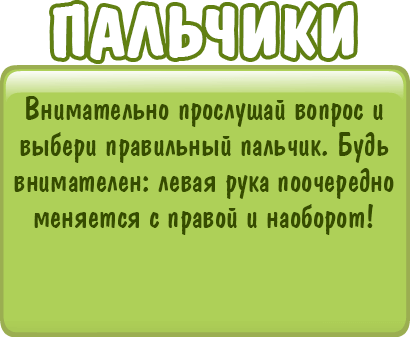 ПАЛЬЧИКИ
Внимательно прослушай вопрос и
выбери правильный пальчик. Будь
внимателен: левая рука поочередно
меняется с правой и наоборот!